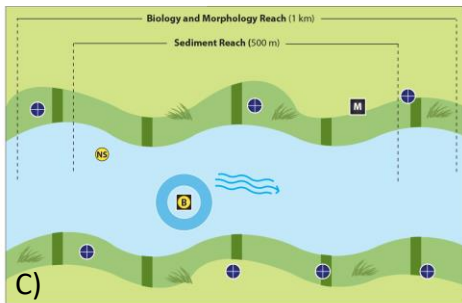 Biology and Morphology Reach (1 km)
Sediment Reach (500 m)
M
NS
B
C)